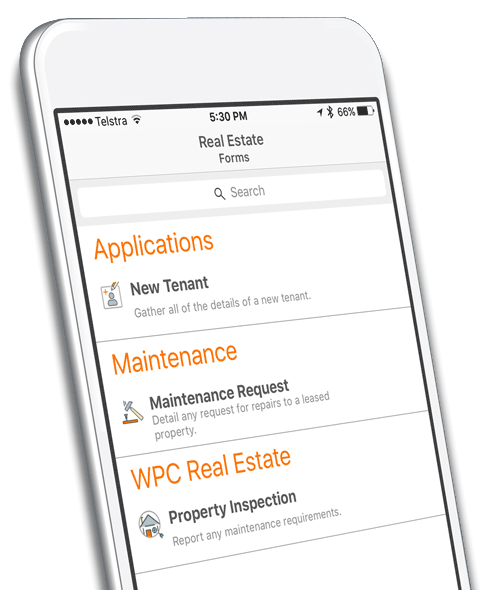 Telstra 5:30 PM 66%
Real Estate
Forms
Search
Applications
New Tenant
Gather all of the details of a new tenant.
Maintenance
Maintenance Request
Detail any request for repairs to a leased
property.
WPC Real Estate
Property Inspection
Report any maintenance requirements.